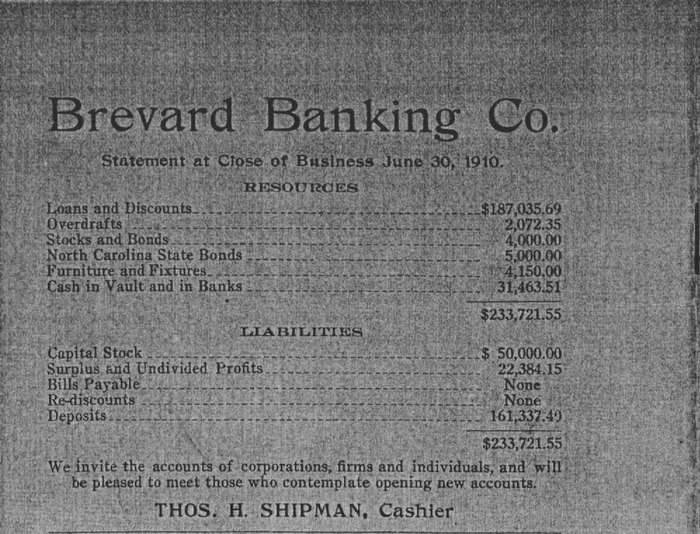 Brevard Banking Co.
Statement at Close of Business June 30, 1910.
RESOURCES
Loans and Discounts $187,035.69
Overdrafts 2,072.35
Stocks and Bonds 4,000.00
North Carolina State Bonds 5,000.00
Furniture and Fixtures 4,150.00
Cash in Vault and in Banks 31,463.51
$233,721.55
LIABILITIES
Capital Stock $ 50,000.00
Surplus and Undivided Profits 22,384.15
Bills Payable None
Re-discounts None
Deposits 161,337.40
$233,721.55
We invite the accounts of corporations, firms and individuals, and will
be pleased to meet those who contemplate opening new accounts.
THOS. H. SHIPMAN, Cashier